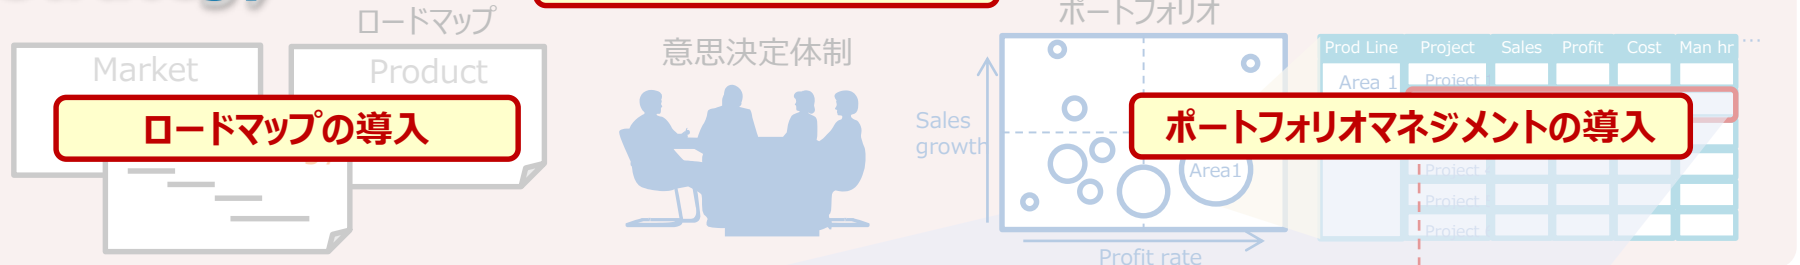 ロードマップ
ポートフォリオ
Market
Product
ロードマップの導入
意思決定体制
Sales
growth
Area1
Profit rate
ポートフォリオマネジメントの導入
Prod Line Project Sales Profit Cost Man hr ...
Area 1 Project
Project
Project
Project